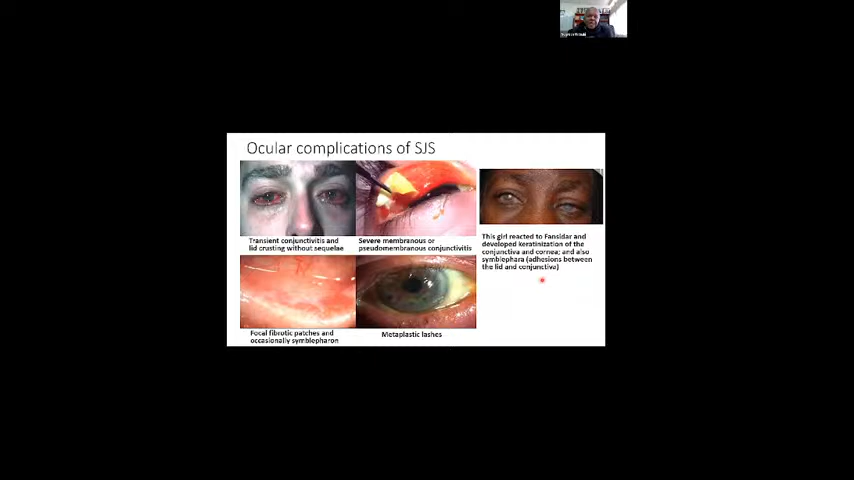 Ocular complications of SJS
Transient conjunctivitis and
lid crusting without sequelae
Severe membranous or
pseudomembranous conjunctivitis
This girl reacted to Fansidar and
developed keratinization of the
conjunctiva and cornea; and also
symblephara (adhesions between
the lid and conjunctiva)
Focal fibrotic patches and
occasionally symblepharon
Metaplastic lashes